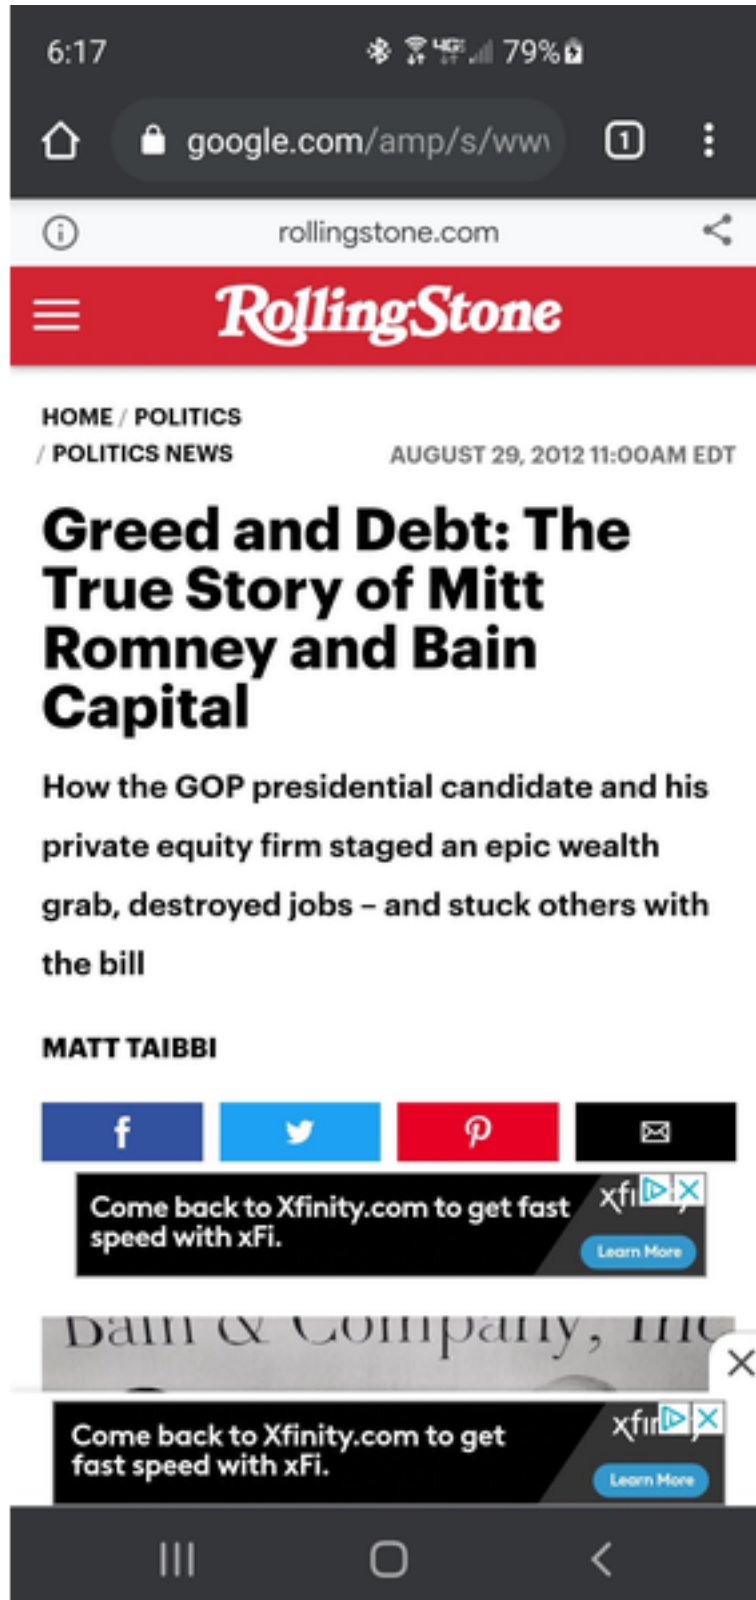 6:17 79%
google.com/amp/s/ww 1
rollingstone.com
RollingStone
HOME / POLITICS
/ POLITICS NEWS AUGUST 29, 2012 11:00AM EDT
Greed and Debt: The
True Story of Mitt
Romney and Bain
Capital
How the GOP presidential candidate and his
private equity firm staged an epic wealth
grab, destroyed jobs – and stuck others with
the bill
MATT TAIBBI
Come back to Xfinity.com to get fast
speed with xFi.
Learn More
Bain & Company, Inc
Come back to Xfinity.com to get
fast speed with xFi.
Learn More